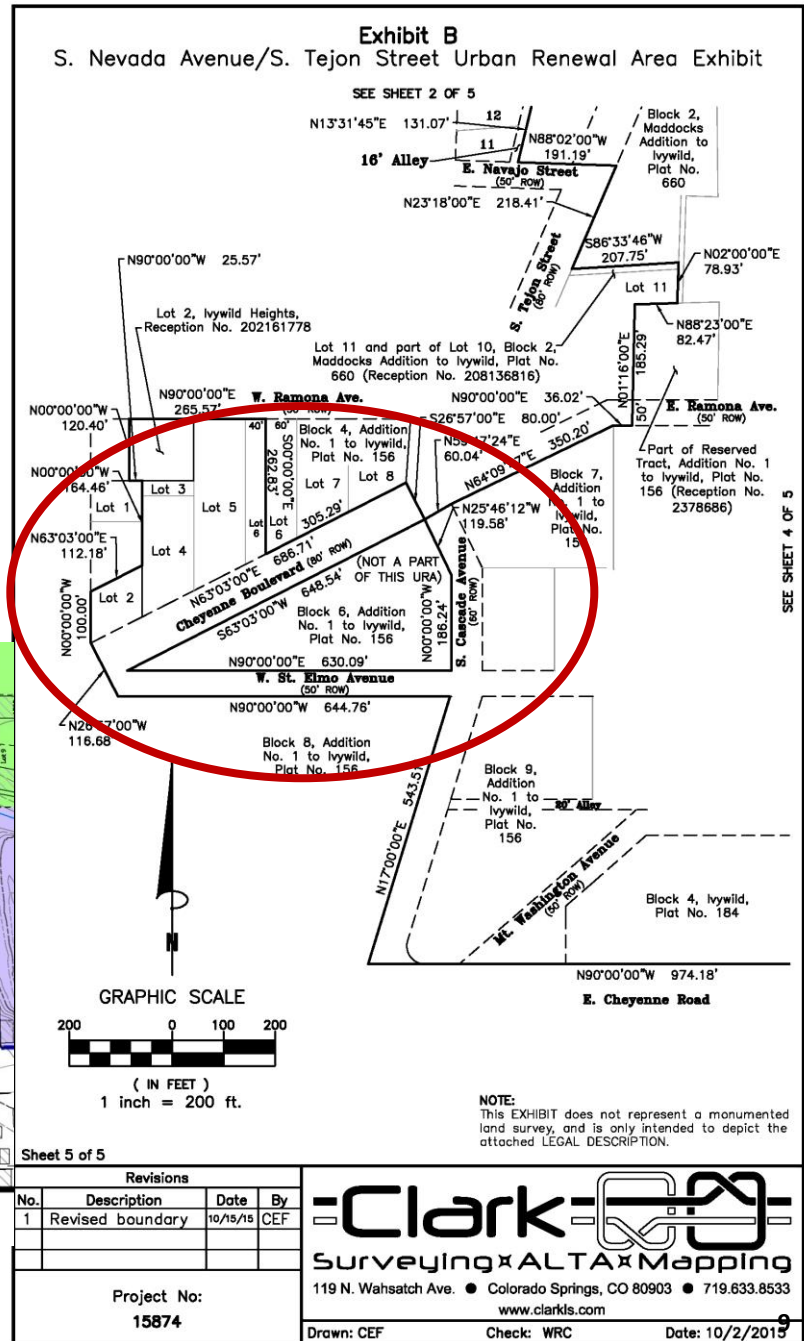 Exhibit B
S. Nevada Avenue/S. Tejon Street Urban Renewal Area Exhibit
SEE SHEET 2 OF 5
N13°31'45"E 131.07'
12
11
16' Alley
N88°02'00"W
191.19'
E. Navajo Street
(50' ROW)
Block 2,
Maddocks
Addition to
Ivywild,
Plat No.
660
N23°18'00"E 218.41'
S. Tejon Street
(80' ROW)
S86°33'46"W
207.75'
N02°00'00"E
78.93'
Lot 11
N88°23'00"E
82.47'
N01°16'00"E
185.29'
50'
N90°00'00"W 25.57'
Lot 2, Ivywild Heights,
Reception No. 202161778
Lot 11 and part of Lot 10, Block 2,
Maddocks Addition to Ivywild, Plat No.
660 (Reception No. 208136816)
N90°00'00"E
265.57'
W. Ramona Ave.
(50' ROW)
N90°00'00"E 36.02'
E. Ramona Ave.
(50' ROW)
N00°00'00"W
120.40'
S26°57'00"E 80.00'
60.04'
350.20'
Part of Reserved
Tract, Addition No. 1
to Ivywild, Plat No.
156 (Reception No.
2378686)
40'
60'
S00°00'00"E
262.83'
Block 4, Addition
No. 1 to Ivywild,
Plat No. 156
Lot 7
Lot 8
Block 7,
Addition
No. 1 to
Ivywild,
Plat No.
N00°00'00"W
164.46'
Lot 1
Lot 3
Lot 5
Lot
6
Lot
6
305.29'
N25°46'12"W
119.58'
N63°03'00"E
112.18'
Lot 4
Lot 2
N63°03'00"E 686.71'
Cheyenne Boulevard (80' ROW)
S63°03'00"W 648.54'
(NOT A PART
OF THIS URA)
Block 6, Addition
No. 1 to Ivywild,
Plat No. 156
N00°00'00"W
186.24'
S. Cascade Avenue
(60' ROW)
SEE SHEET 4 OF 5
N00°00'00"W
100.00'
N90°00'00"E 630.09'
W. St. Elmo Avenue
(50' ROW)
N90°00'00"W 644.76'
116.68'
Block 8, Addition
No. 1 to Ivywild,
Plat No. 156
N17°00'00"E 543.57'
Block 9,
Addition
No. 1 to
Ivywild,
Plat No.
156
20' Alley
Mt. Washington Avenue
(50' ROW)
Block 4, Ivywild,
Plat No. 184
N90°00'00"W 974.18'
E. Cheyenne Road
N
GRAPHIC SCALE
200 0 100 200
( IN FEET )
1 inch = 200 ft.
NOTE:
This EXHIBIT does not represent a monumented
land survey, and is only intended to depict the
attached LEGAL DESCRIPTION.
Sheet 5 of 5
Revisions
No. Description Date By
1 Revised boundary 10/15/15 CEF
Project No:
15874
Clark
Surveying ALTA Mapping
119 N. Wahsatch Ave. ● Colorado Springs, CO 80903 ● 719.633.8533
www.clarkls.com
Drawn: CEF Check: WRC Date: 10/2/2015
9